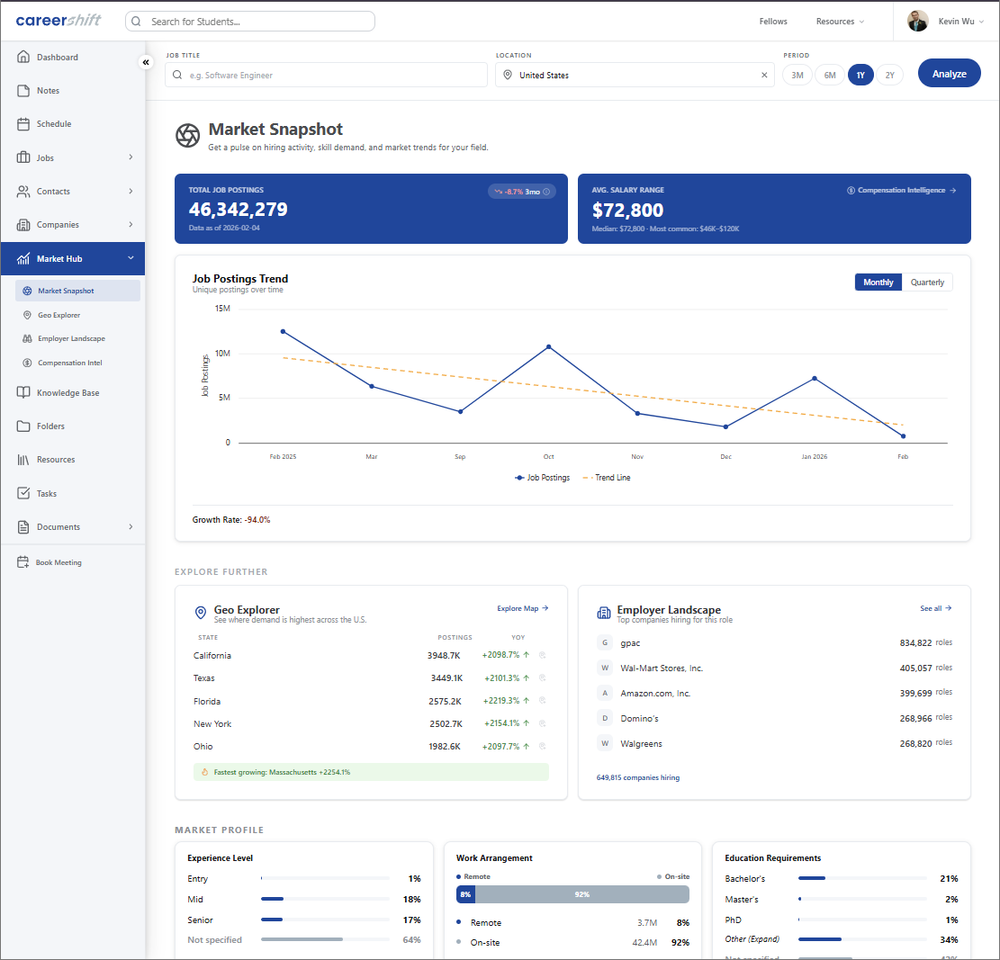 careershift
Search for Students...
Fellows
Resources
Kevin Wu
Dashboard
Notes
Schedule
Jobs
Contacts
Companies
Market Hub
Market Snapshot
Geo Explorer
Employer Landscape
Compensation Intel
Knowledge Base
Folders
Resources
Tasks
Documents
Book Meeting
JOB TITLE
e.g. Software Engineer
LOCATION
United States
PERIOD
3M 6M 1Y 2Y
Analyze
Market Snapshot
Get a pulse on hiring activity, skill demand, and market trends for your field.
TOTAL JOB POSTINGS
-8.7% 3mo
46,342,279
Data as of 2026-02-04
AVG. SALARY RANGE
Compensation Intelligence →
$72,800
Median: $72,800 · Most common: $46K–$120K
Job Postings Trend
Unique postings over time
Monthly Quarterly
15M
10M
5M
0
Job Postings
Feb 2025 Mar Sep Oct Nov Dec Jan 2026 Feb
Job Postings Trend Line
Growth Rate: -94.0%
EXPLORE FURTHER
Geo Explorer
See where demand is highest across the U.S.
Explore Map →
STATE POSTINGS YOY
California 3948.7K +2098.7% ↑
Texas 3449.1K +2101.3% ↑
Florida 2575.2K +2219.3% ↑
New York 2502.7K +2154.1% ↑
Ohio 1982.6K +2097.7% ↑
Fastest growing: Massachusetts +2254.1%
Employer Landscape
Top companies hiring for this role
See all →
G gpac 834,822 roles
W Wal-Mart Stores, Inc. 405,057 roles
A Amazon.com, Inc. 399,699 roles
D Domino's 268,966 roles
W Walgreens 268,820 roles
649,815 companies hiring
MARKET PROFILE
Experience Level
Entry 1%
Mid 18%
Senior 17%
Not specified 64%
Work Arrangement
Remote On-site
8% 92%
Remote 3.7M 8%
On-site 42.4M 92%
Education Requirements
Bachelor's 21%
Master's 2%
PhD 1%
Other (Expand) 34%
Not specified